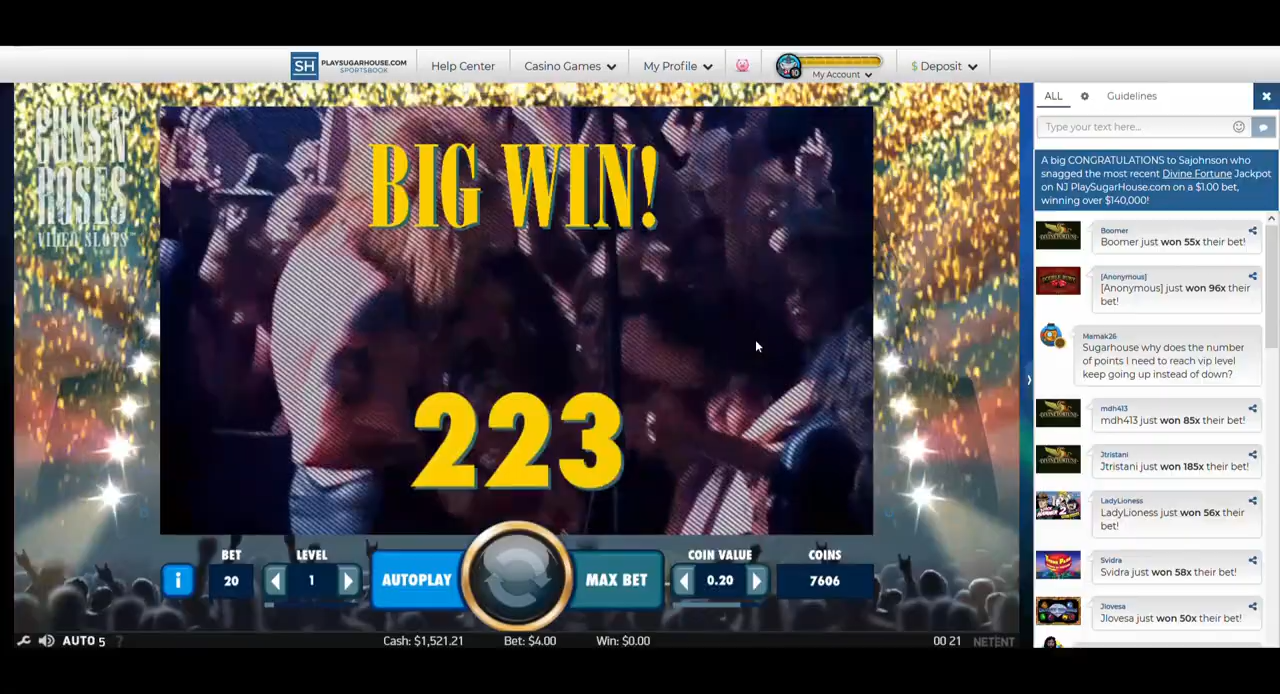 SH
PLAYSUGARHOUSE.COM
SPORTSBOOK
Help Center
Casino Games
My Profile
10
My Account
$ Deposit
GUNS N'
ROSES
VIDEO SLOTS™
BIG WIN!
223
BET
20
LEVEL
1
AUTOPLAY
MAX BET
COIN VALUE
0.20
COINS
7606
i
AUTO 5
?
Cash: $1,521.21
Bet: $4.00
Win: $0.00
00 21
NETENT
ALL
Guidelines
Type your text here...
A big CONGRATULATIONS to Sajohnson who
snagged the most recent Divine Fortune Jackpot
on NJ PlaySugarHouse.com on a $1.00 bet,
winning over $140,000!
Boomer
Boomer just won 55x their bet!
[Anonymous]
[Anonymous] just won 96x their
bet!
Mamak26
Sugarhouse why does the number
of points I need to reach vip level
keep going up instead of down?
mdh413
mdh413 just won 85x their bet!
Jtristani
Jtristani just won 185x their bet!
LadyLioness
LadyLioness just won 56x their
bet!
Svidra
Svidra just won 58x their bet!
Jlovesa
Jlovesa just won 50x their bet!